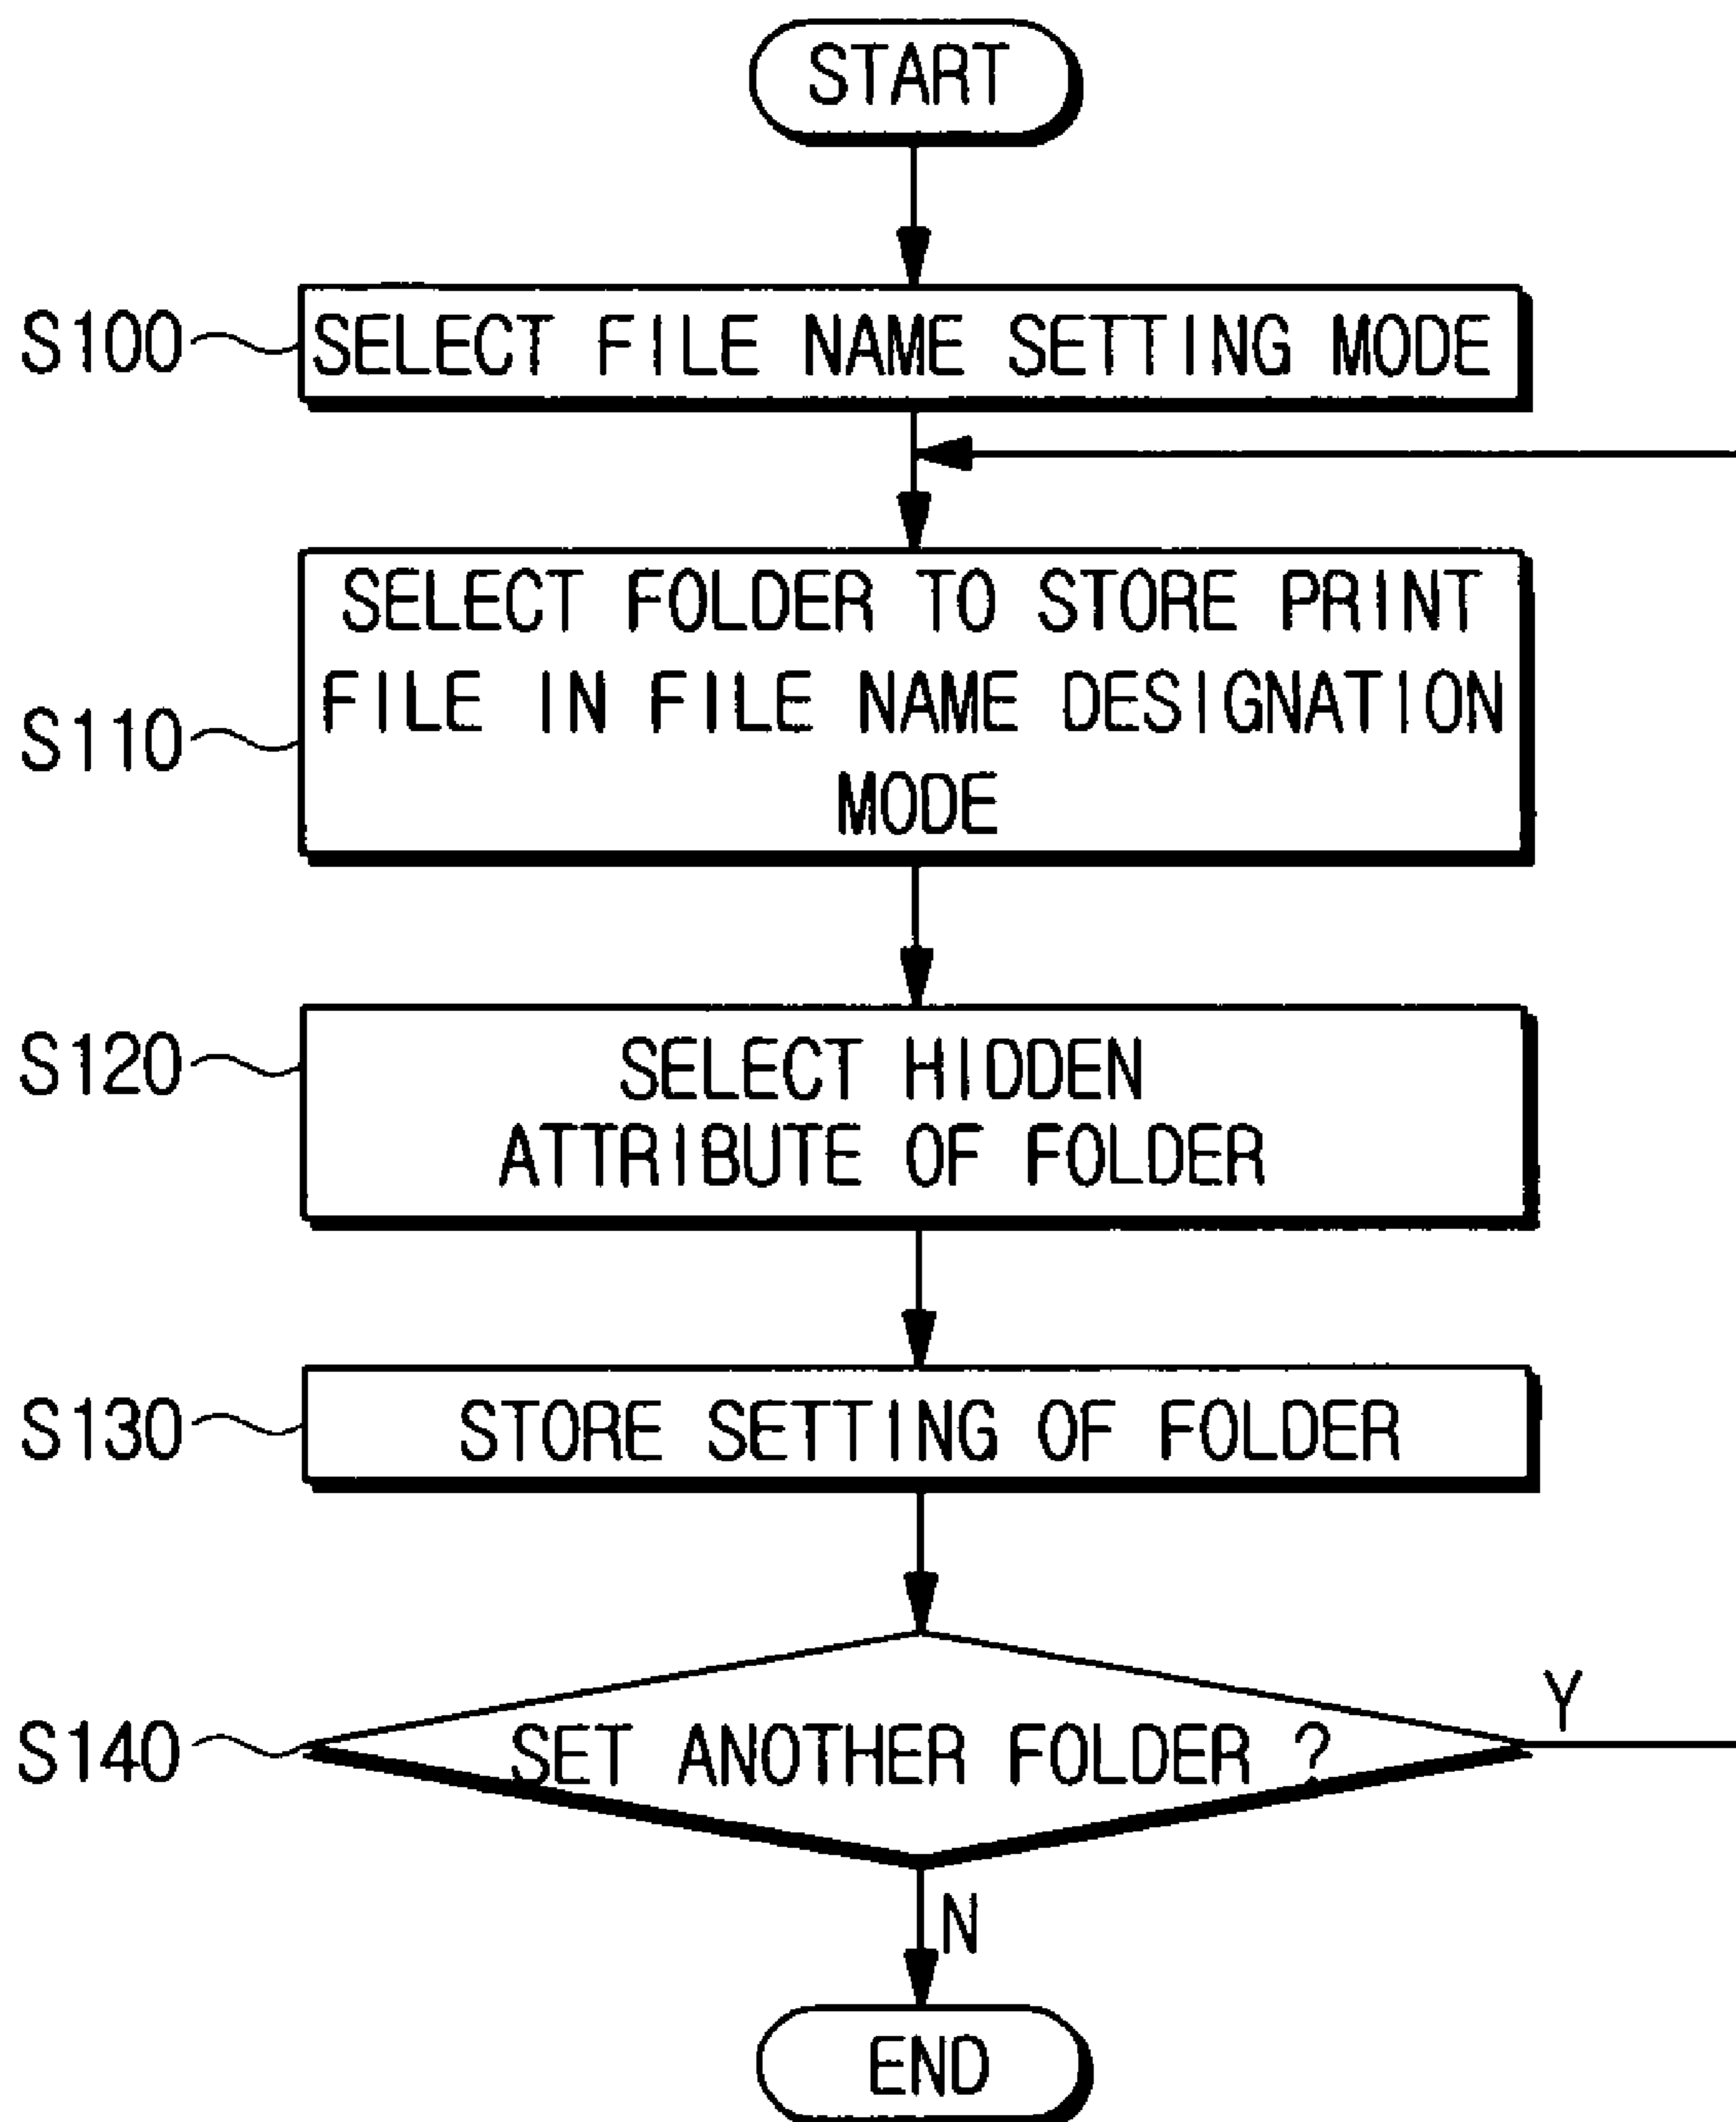 START
S100 SELECT FILE NAME SETTING MODE
SELECT FOLDER TO STORE PRINT
S110 FILE IN FILE NAME DESIGNATION
MODE
S120 SELECT HIDDEN
ATTRIBUTE OF FOLDER
S130 STORE SETTING OF FOLDER
Y
S140 SET ANOTHER FOLDER ?
N
END